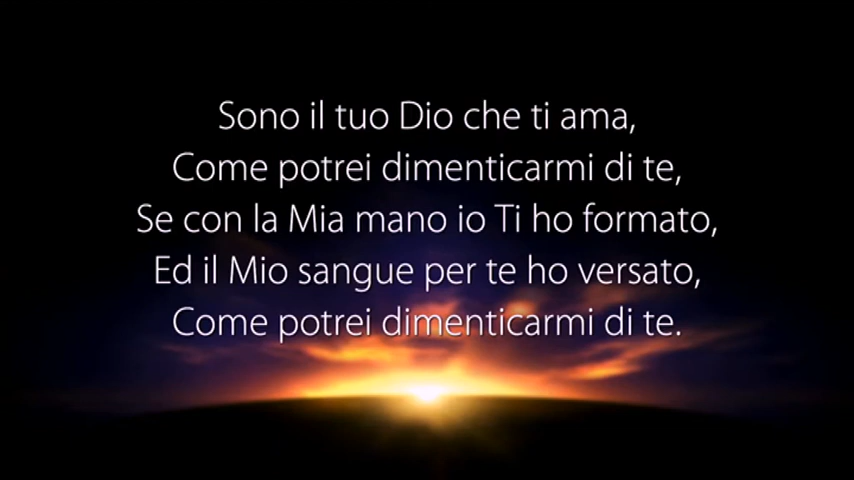 Sono il tuo Dio che ti ama,
Come potrei dimenticarmi di te,
Se con la Mia mano io Ti ho formato,
Ed il Mio sangue per te ho versato,
Come potrei dimenticarmi di te.